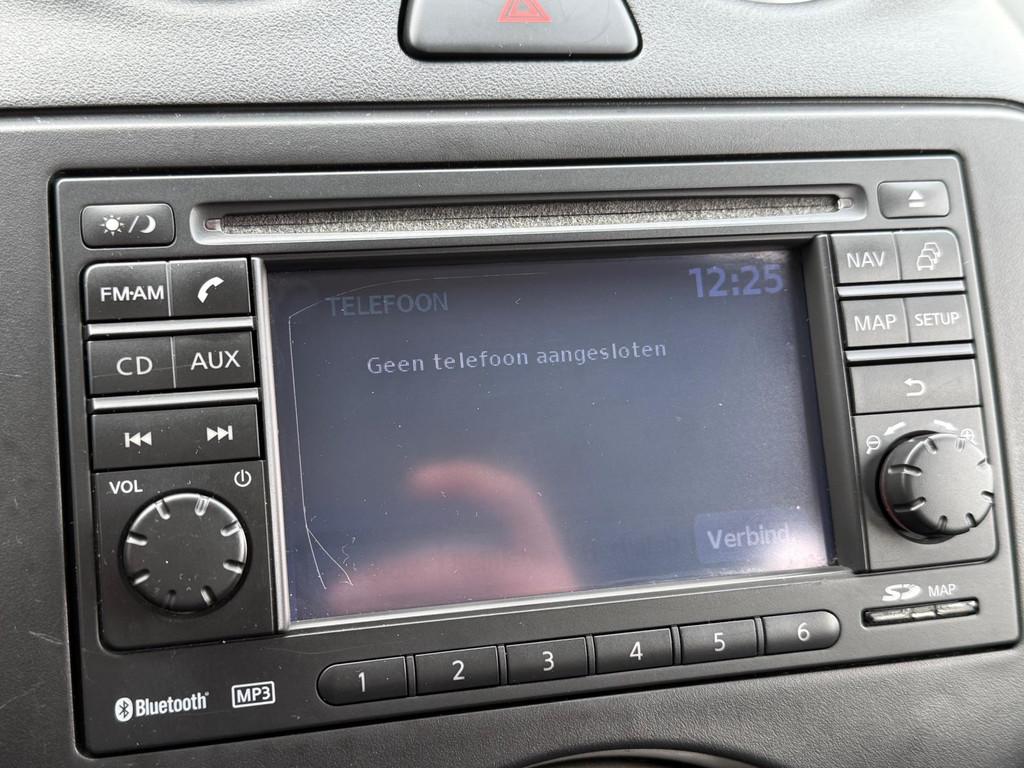 FM·AM
CD
AUX
VOL
TELEFOON
12:25
Geen telefoon aangesloten
Verbind.
NAV
MAP
SETUP
SD MAP
1 2 3 4 5 6
Bluetooth
MP3